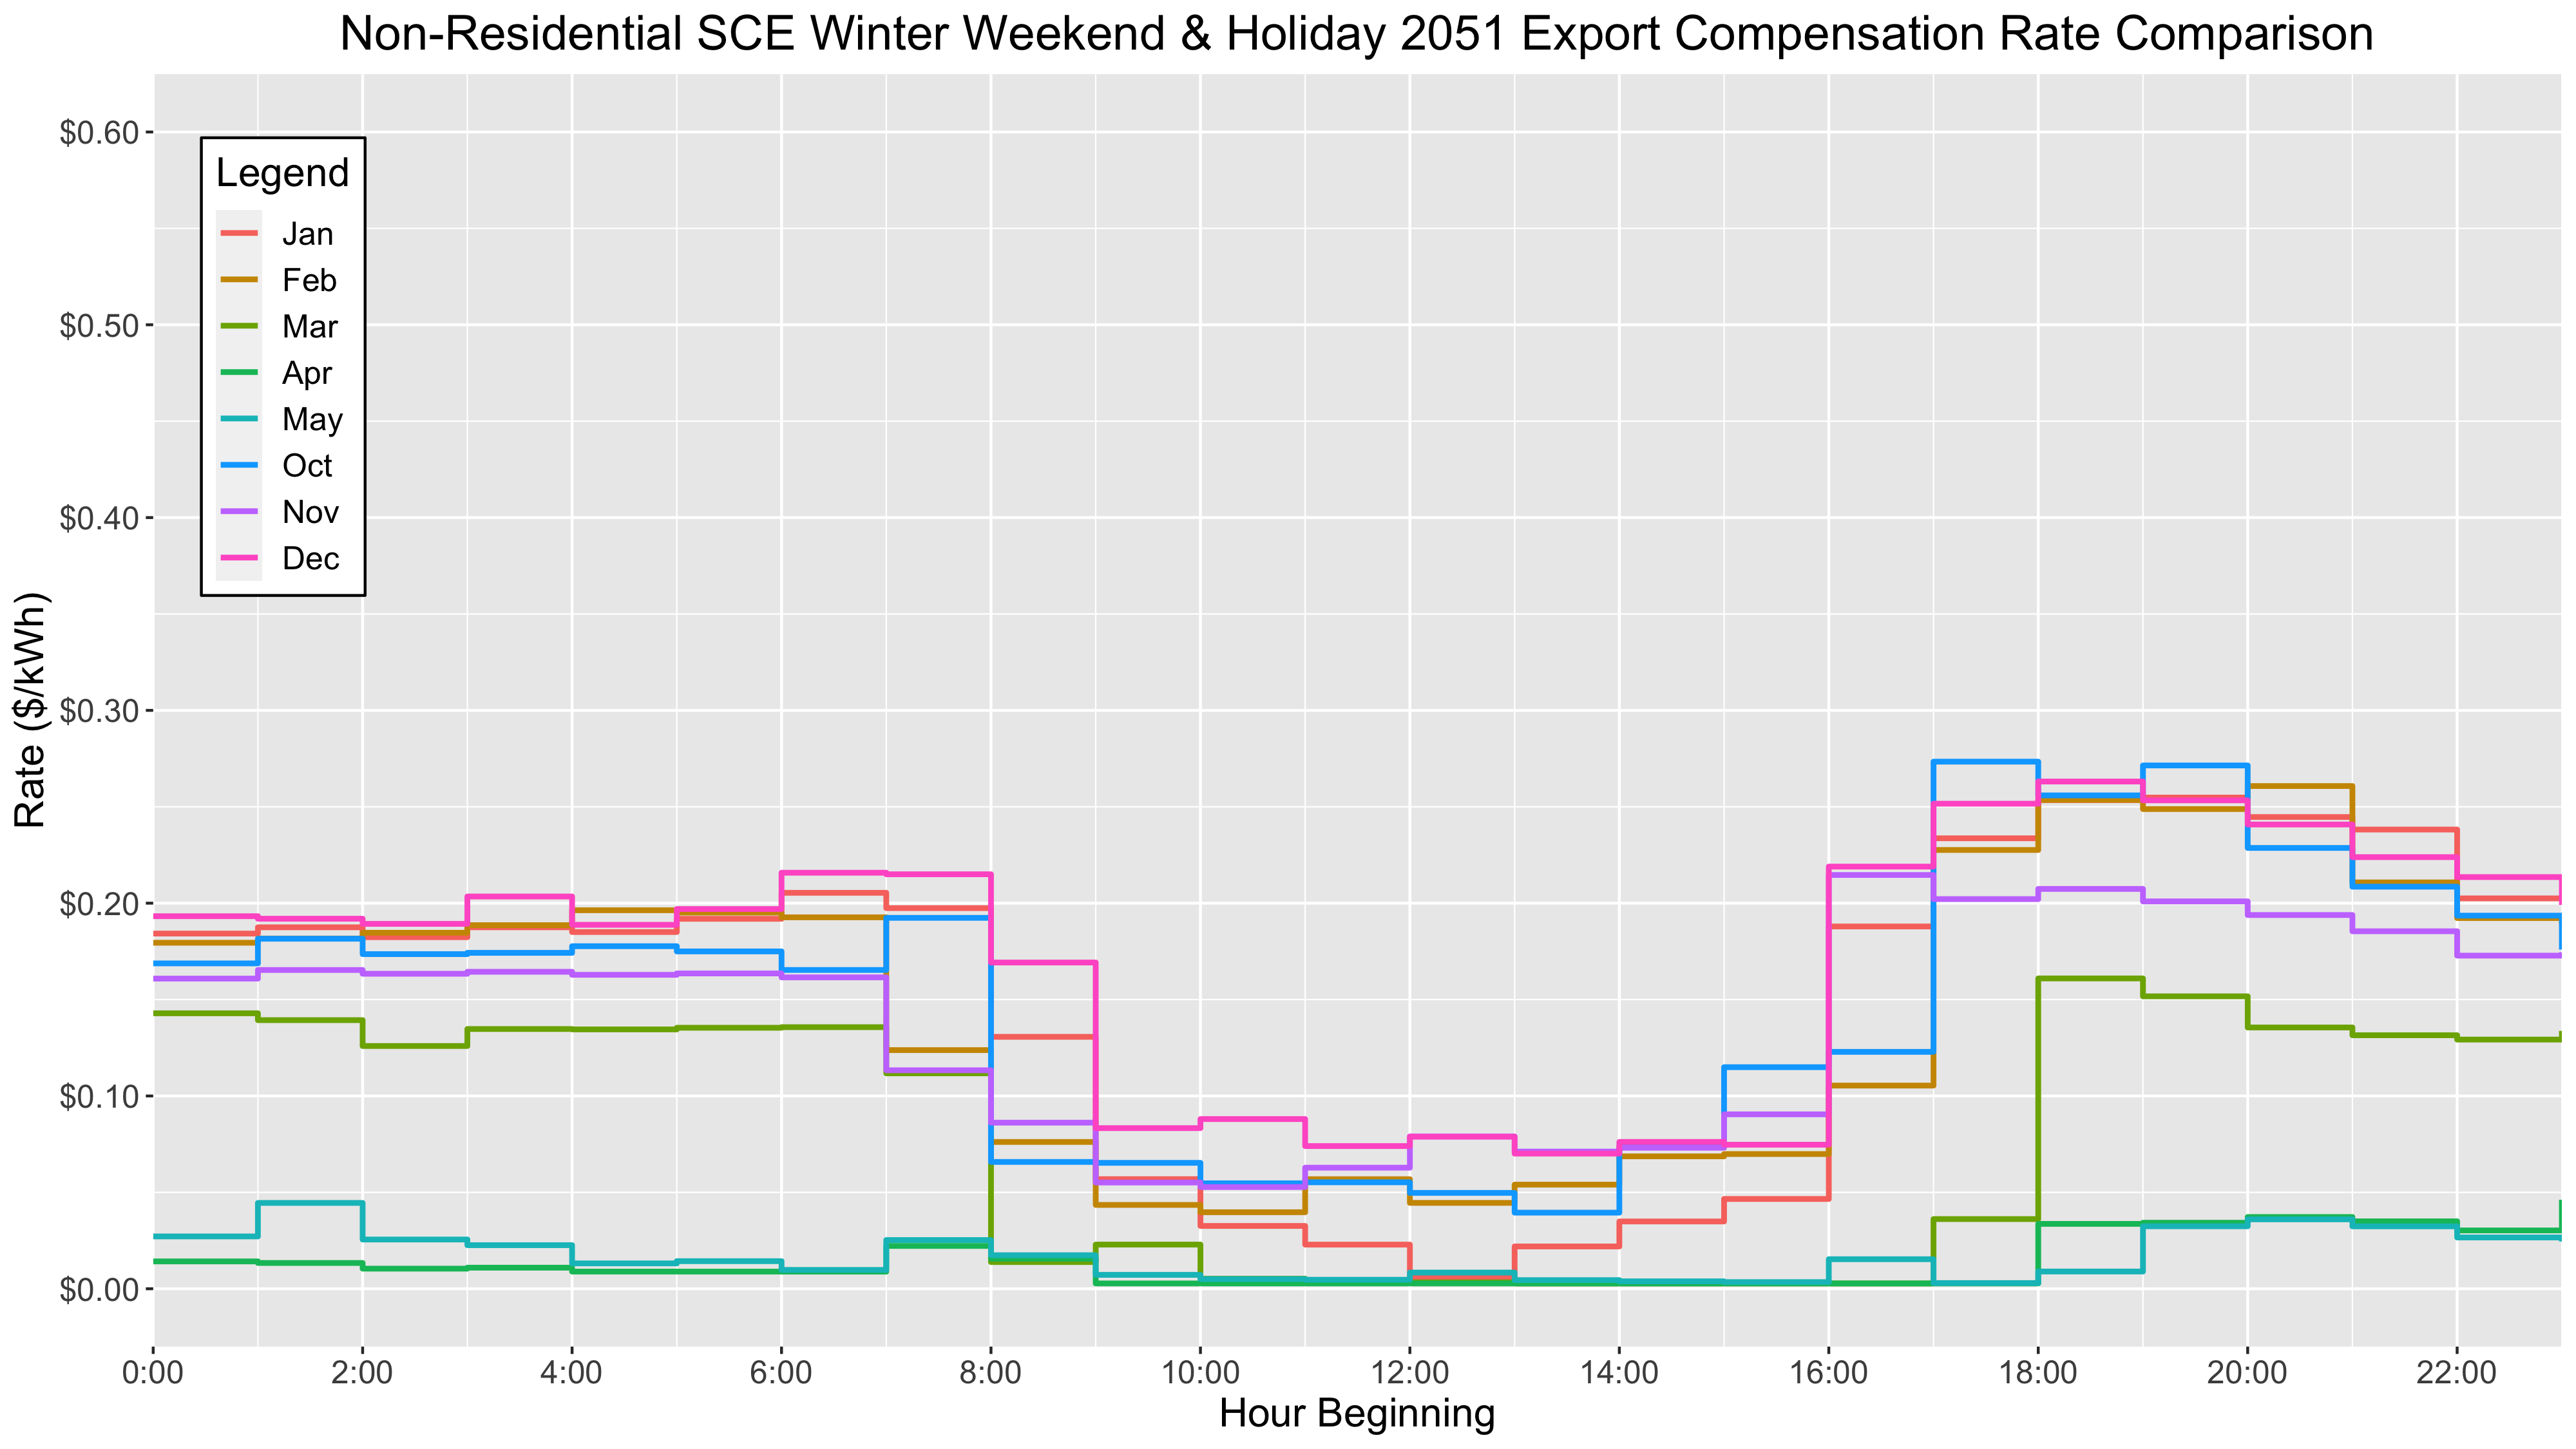 Non-Residential SCE Winter Weekend & Holiday 2051 Export Compensation Rate Comparison
$0.60
$0.50
$0.40
$0.30
$0.20
$0.10
$0.00
Rate ($/kWh)
Legend
Jan
Feb
Mar
Apr
May
Oct
Nov
Dec
0:00 2:00 4:00 6:00 8:00 10:00 12:00 14:00 16:00 18:00 20:00 22:00
Hour Beginning